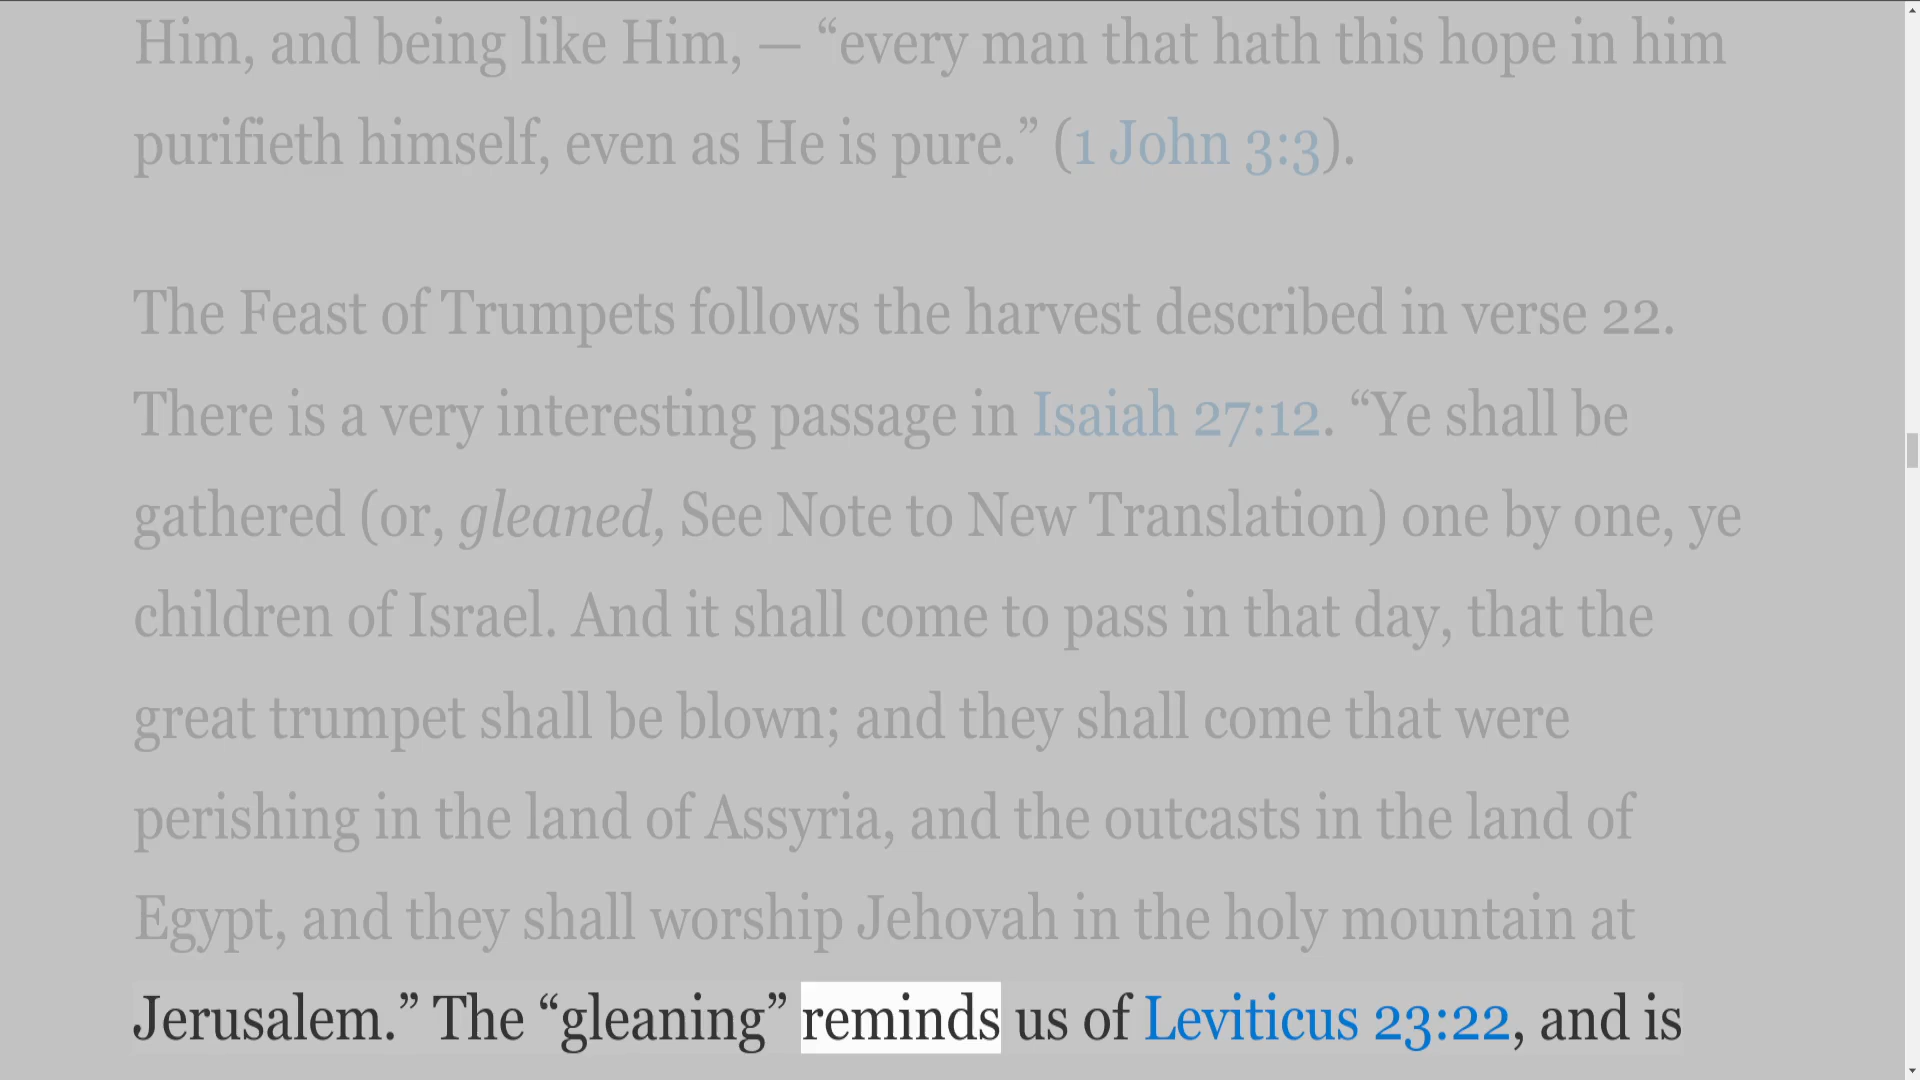 Him, and being like Him, — “every man that hath this hope in him
purifieth himself, even as He is pure.” (1 John 3:3).
The Feast of Trumpets follows the harvest described in verse 22.
There is a very interesting passage in Isaiah 27:12. “Ye shall be
gathered (or, gleaned, See Note to New Translation) one by one, ye
children of Israel. And it shall come to pass in that day, that the
great trumpet shall be blown; and they shall come that were
perishing in the land of Assyria, and the outcasts in the land of
Egypt, and they shall worship Jehovah in the holy mountain at
Jerusalem.” The “gleaning” reminds us of Leviticus 23:22, and is